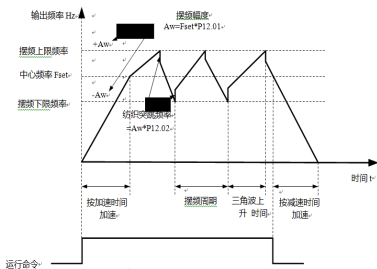 输出频率 Hz
摆频幅度
Aw=Fset*P12.01
+Aw
摆频上限频率
中心频率 Fset
-Aw
摆频下限频率
纺织突跳频率
=Aw*P12.02
时间 t
按加速时间
加速
摆频周期
三角波上
升 时间
按减速时间
加速
运行命令